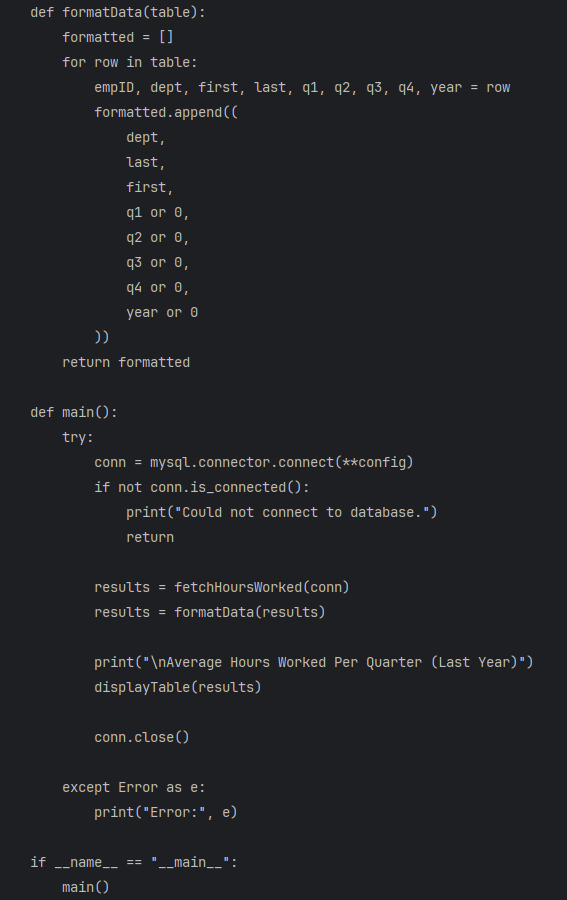 def formatData(table):
    formatted = []
    for row in table:
        empID, dept, first, last, q1, q2, q3, q4, year = row
        formatted.append((
            dept,
            last,
            first,
            q1 or 0,
            q2 or 0,
            q3 or 0,
            q4 or 0,
            year or 0
        ))
    return formatted

def main():
    try:
        conn = mysql.connector.connect(**config)
        if not conn.is_connected():
            print("Could not connect to database.")
            return

        results = fetchHoursWorked(conn)
        results = formatData(results)

        print("\nAverage Hours Worked Per Quarter (Last Year)")
        displayTable(results)

        conn.close()

    except Error as e:
        print("Error:", e)

if __name__ == "__main__":
    main()